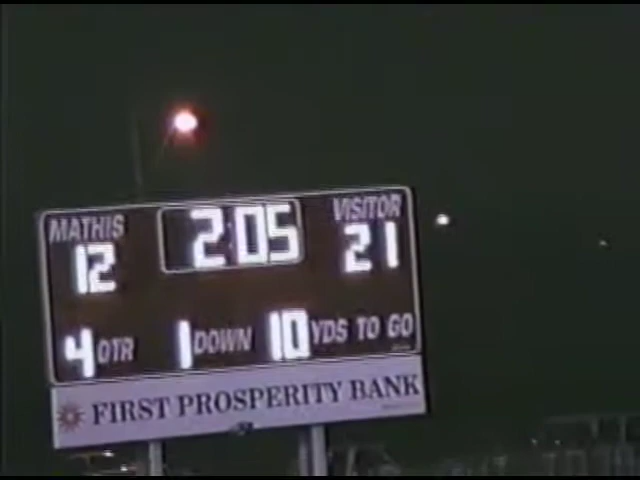 MATHIS 2:05 VISITOR
12 21
4 QTR 1 DOWN 10 YDS TO GO
FIRST PROSPERITY BANK